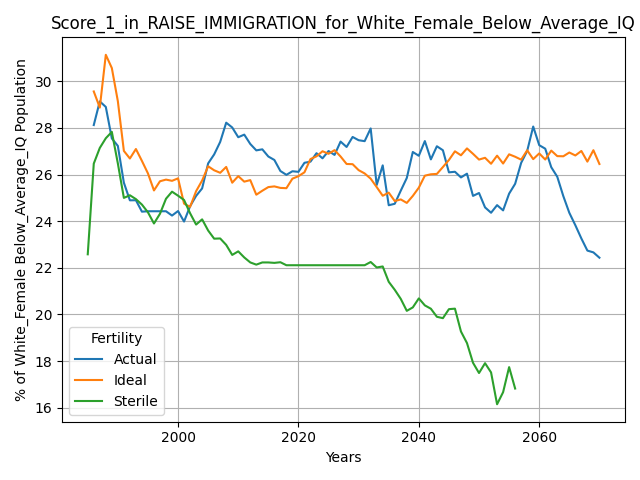 Score_1_in_RAISE_IMMIGRATION_for_White_Female_Below_Average_IQ
% of White_Female Below_Average_IQ Population
30
28
26
24
22
20
18
16
Fertility
Actual
Ideal
Sterile
2000 2020 2040 2060
Years